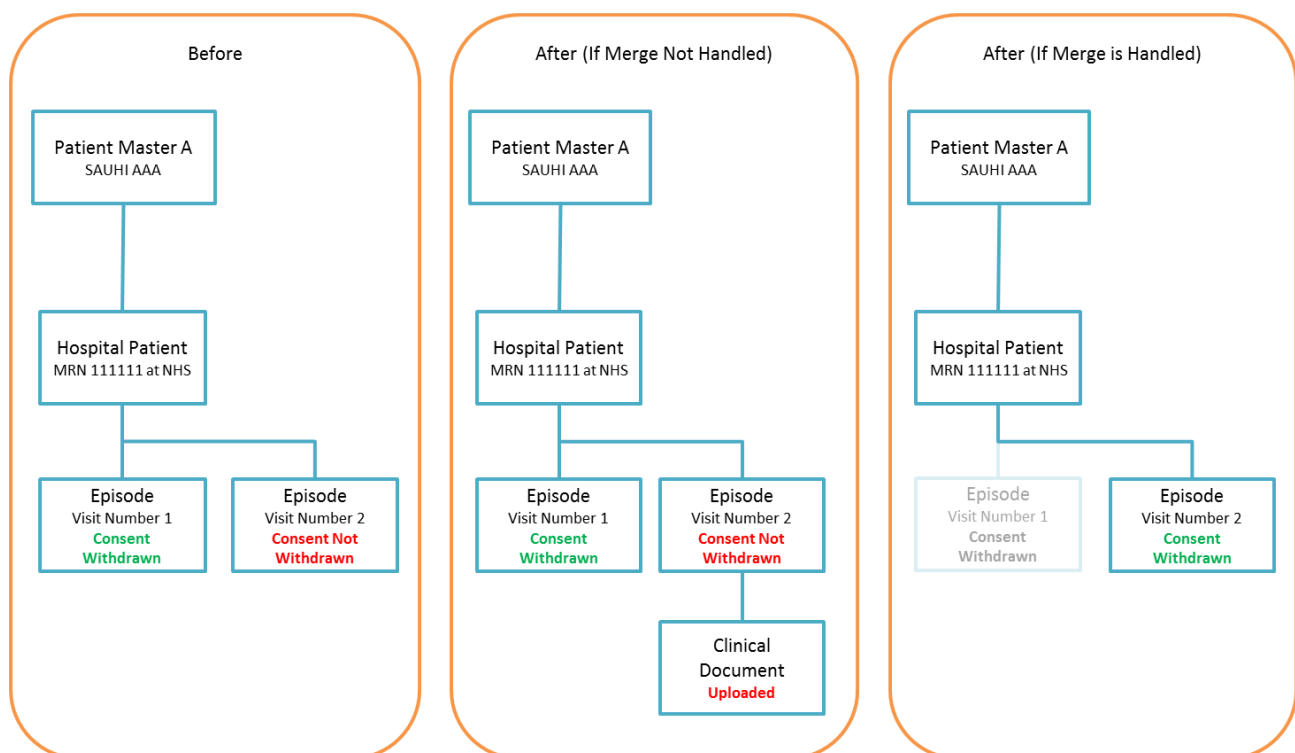 Before
Patient Master A
SAUHI AAA
Hospital Patient
MRN 111111 at NHS
Episode
Visit Number 1
Consent
Withdrawn
Episode
Visit Number 2
Consent Not
Withdrawn
After (If Merge Not Handled)
Patient Master A
SAUHI AAA
Hospital Patient
MRN 111111 at NHS
Episode
Visit Number 1
Consent
Withdrawn
Episode
Visit Number 2
Consent Not
Withdrawn
Clinical
Document
Uploaded
After (If Merge is Handled)
Patient Master A
SAUHI AAA
Hospital Patient
MRN 111111 at NHS
Episode
Visit Number 1
Consent
Withdrawn
Episode
Visit Number 2
Consent
Withdrawn